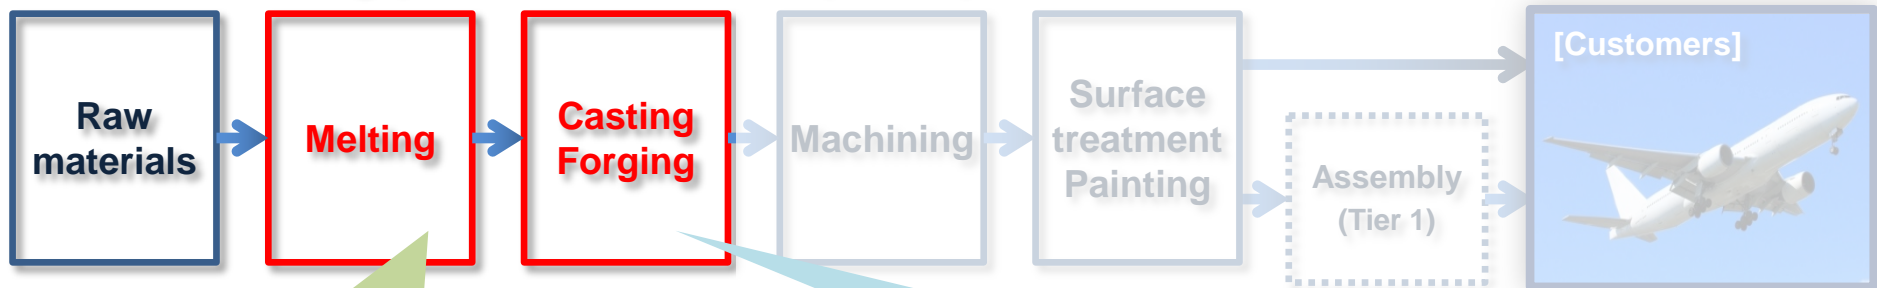 Raw
materials
Melting
Casting
Forging
Machining
Surface
treatment
Painting
Assembly
(Tier 1)
[Customers]